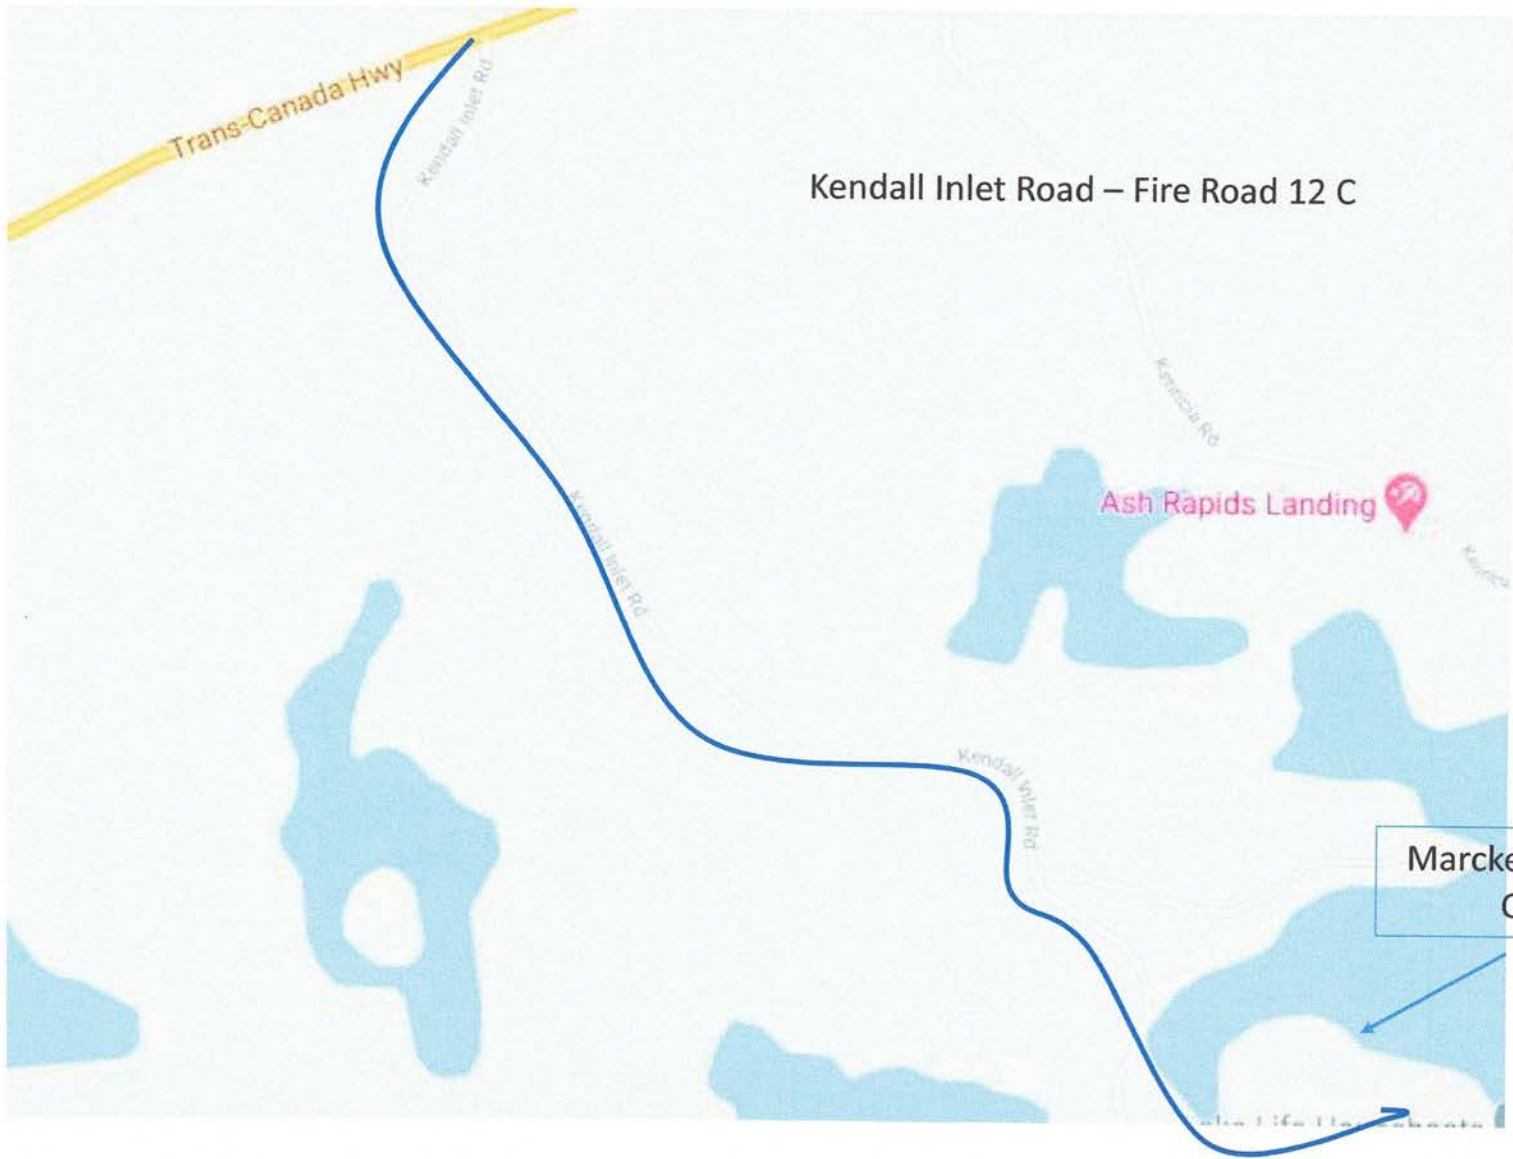 Trans-Canada Hwy
Kendall Inlet Rd
Kendall Inlet Road – Fire Road 12 C
Ash Rapids Landing
Kendall Inlet Rd
Kendall Inlet Rd
Life